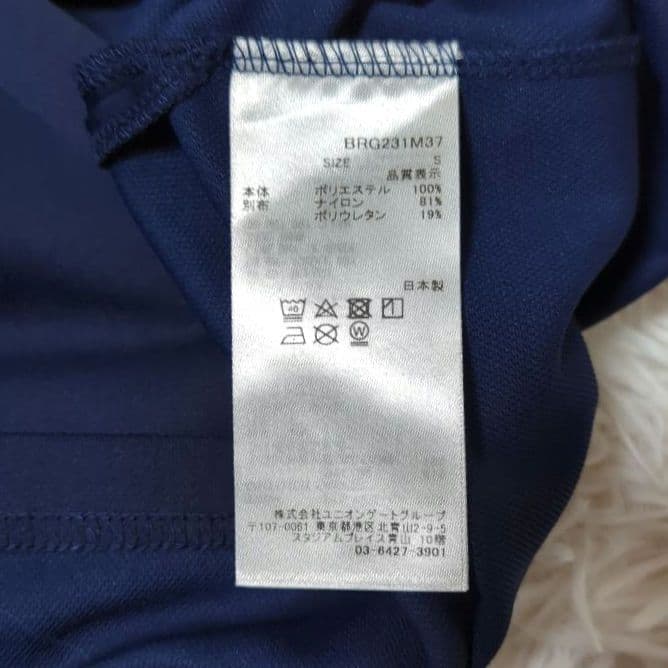 BRG231M37
SIZE S
品質表示
本体 ポリエステル 100%
別布 ナイロン 81%
ポリウレタン 19%
日本製
40
W
株式会社ユニオンゲートグループ
〒107-0061 東京都港区北青山2-9-5
スタジアムプレイス青山 10階
03-6427-3901